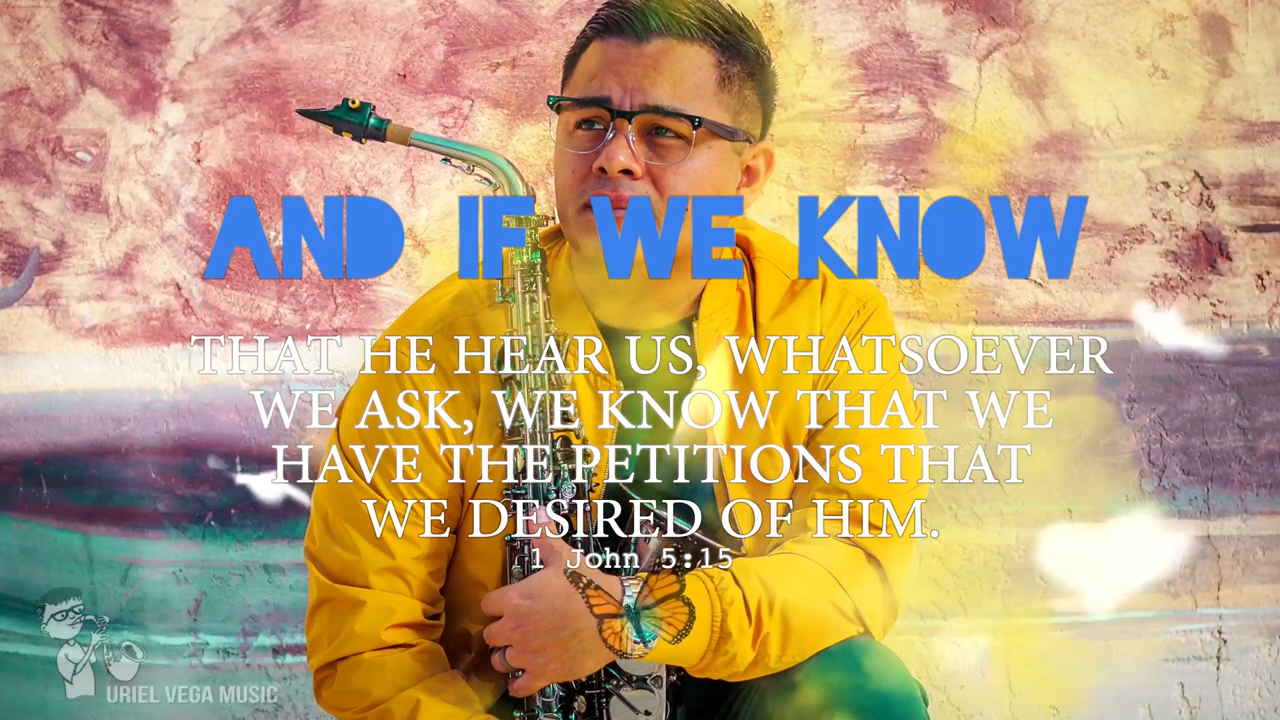 AND IF WE KNOW
THAT HE HEAR US, WHATSOEVER
WE ASK, WE KNOW THAT WE
HAVE THE PETITIONS THAT
WE DESIRED OF HIM.
1 John 5:15
URIEL VEGA MUSIC